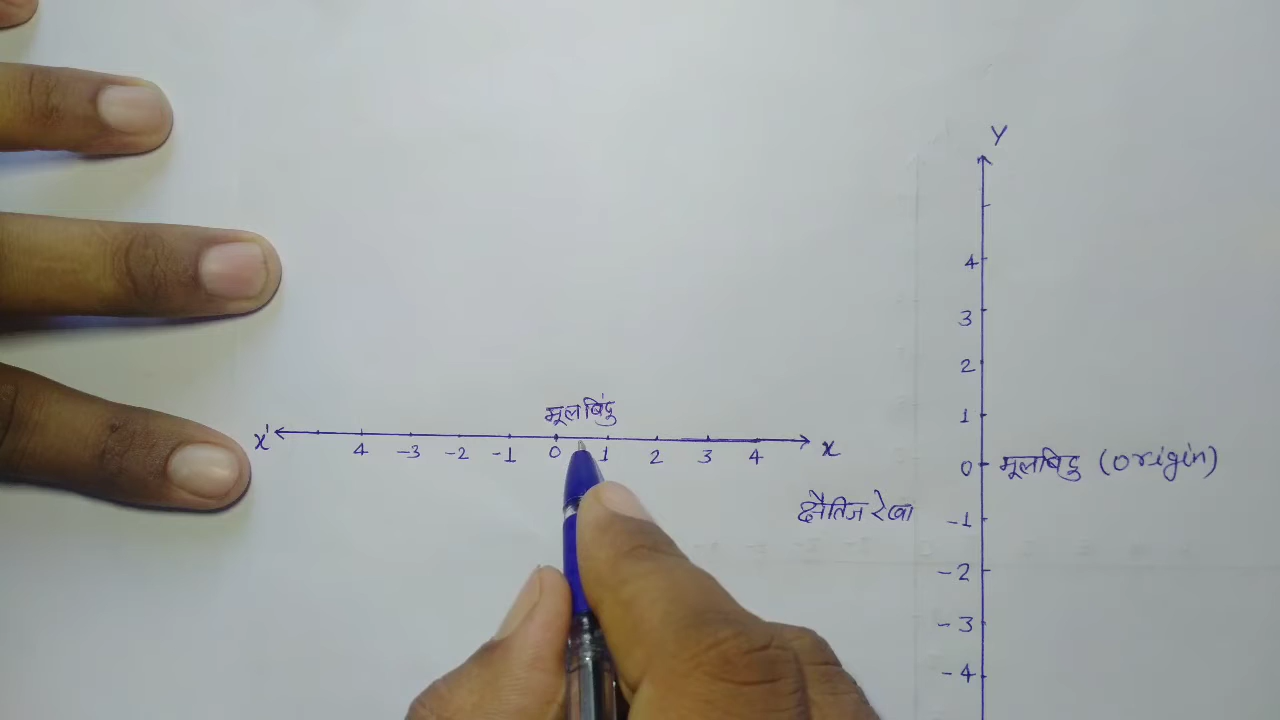 Y
4
3
2
1
0 मूलबिंदु (origin)
-1
-2
-3
-4
मूलबिंदु
x' x
4 -3 -2 -1 0 1 2 3 4
क्षैतिज रेखा